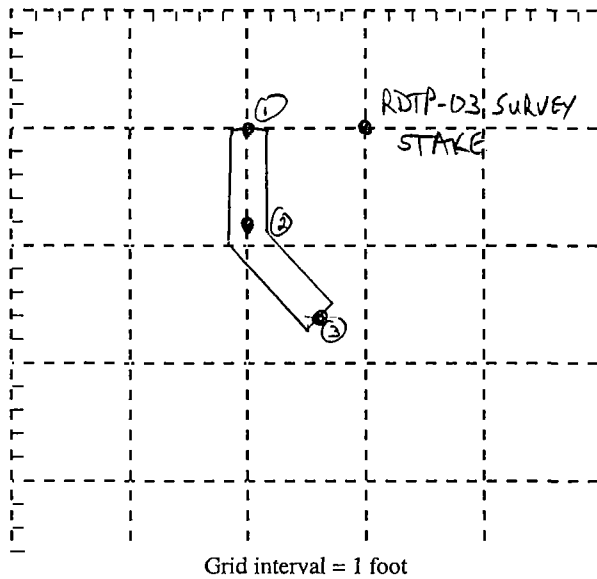 ①
RDTP-03 SURVEY
STAKE
②
③
Grid interval = 1 foot